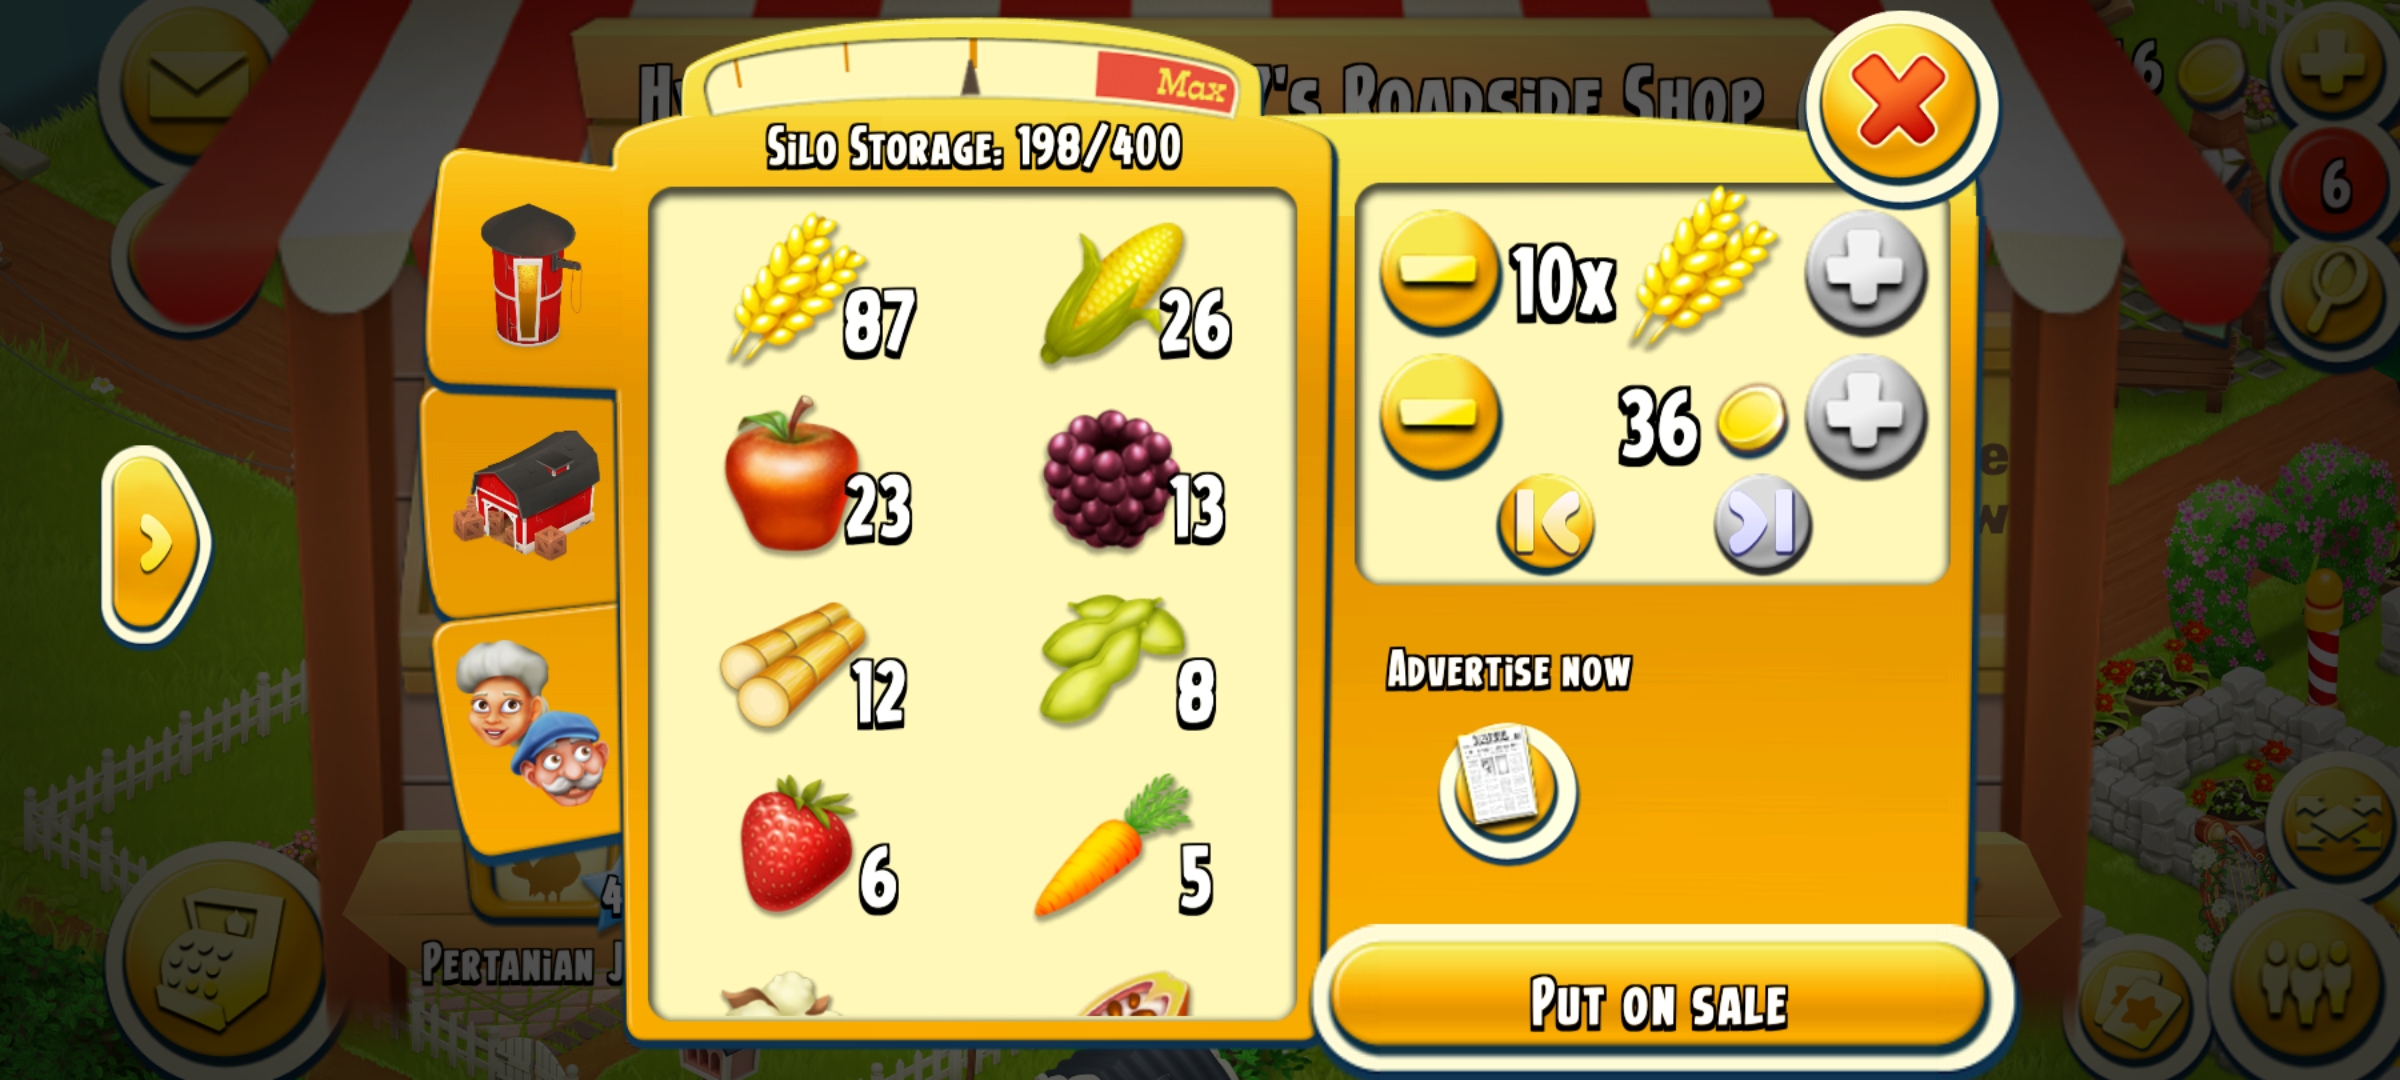 's Roadside Shop
Max
Silo Storage: 198/400
87
26
23
13
12
8
6
5
10x
36
6
6
Advertise now
Pertanian J
Put on sale